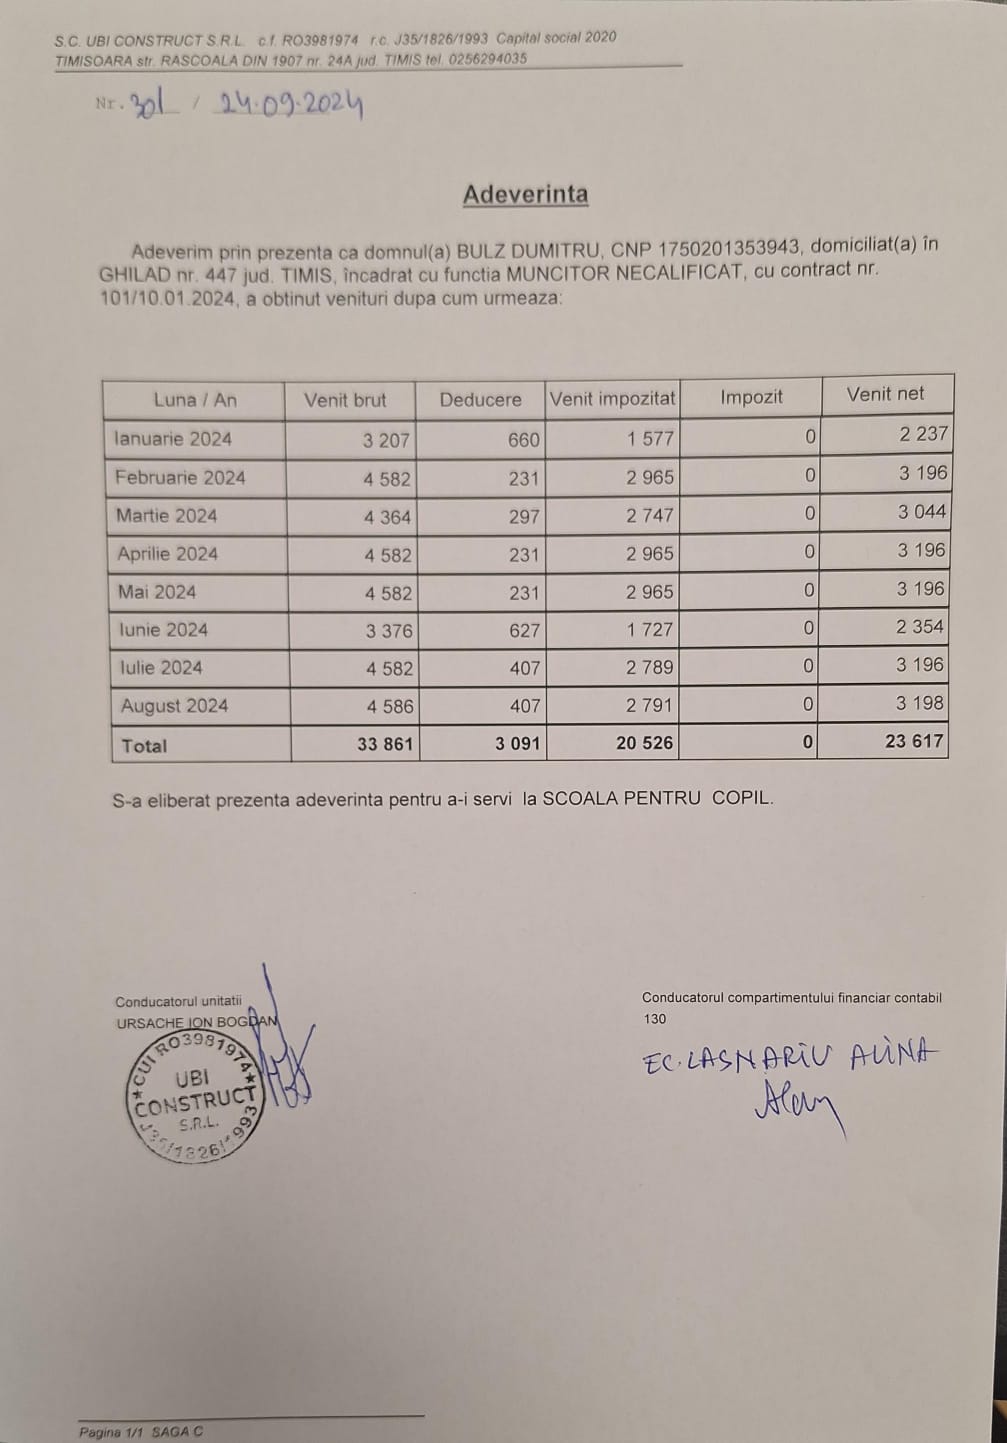 S.C. UBI CONSTRUCT S.R.L. c.f. RO3981974 r.c. J35/1826/1993 Capital social 2020
TIMISOARA str. RASCOALA DIN 1907 nr. 24A jud. TIMIS tel. 0256294035
Nr. 301 / 24.09.2024
Adeverinta
Adeverim prin prezenta ca domnul(a) BULZ DUMITRU, CNP 1750201353943, domiciliat(a) în
GHILAD nr. 447 jud. TIMIS, încadrat cu functia MUNCITOR NECALIFICAT, cu contract nr.
101/10.01.2024, a obtinut venituri dupa cum urmeaza:
Luna / An Venit brut Deducere Venit impozitat Impozit Venit net
Ianuarie 2024 3 207 660 1 577 0 2 237
Februarie 2024 4 582 231 2 965 0 3 196
Martie 2024 4 364 297 2 747 0 3 044
Aprilie 2024 4 582 231 2 965 0 3 196
Mai 2024 4 582 231 2 965 0 3 196
Iunie 2024 3 376 627 1 727 0 2 354
Iulie 2024 4 582 407 2 789 0 3 196
August 2024 4 586 407 2 791 0 3 198
Total 33 861 3 091 20 526 0 23 617
S-a eliberat prezenta adeverinta pentru a-i servi la SCOALA PENTRU COPIL.
Conducatorul unitatii
URSACHE ION BOGDAN
CUI RO3981974
UBI
CONSTRUCT
S.R.L.
J35/1826/1993
Conducatorul compartimentului financiar contabil
130
EC. LASNARIU ALINA
Pagina 1/1 SAGA C